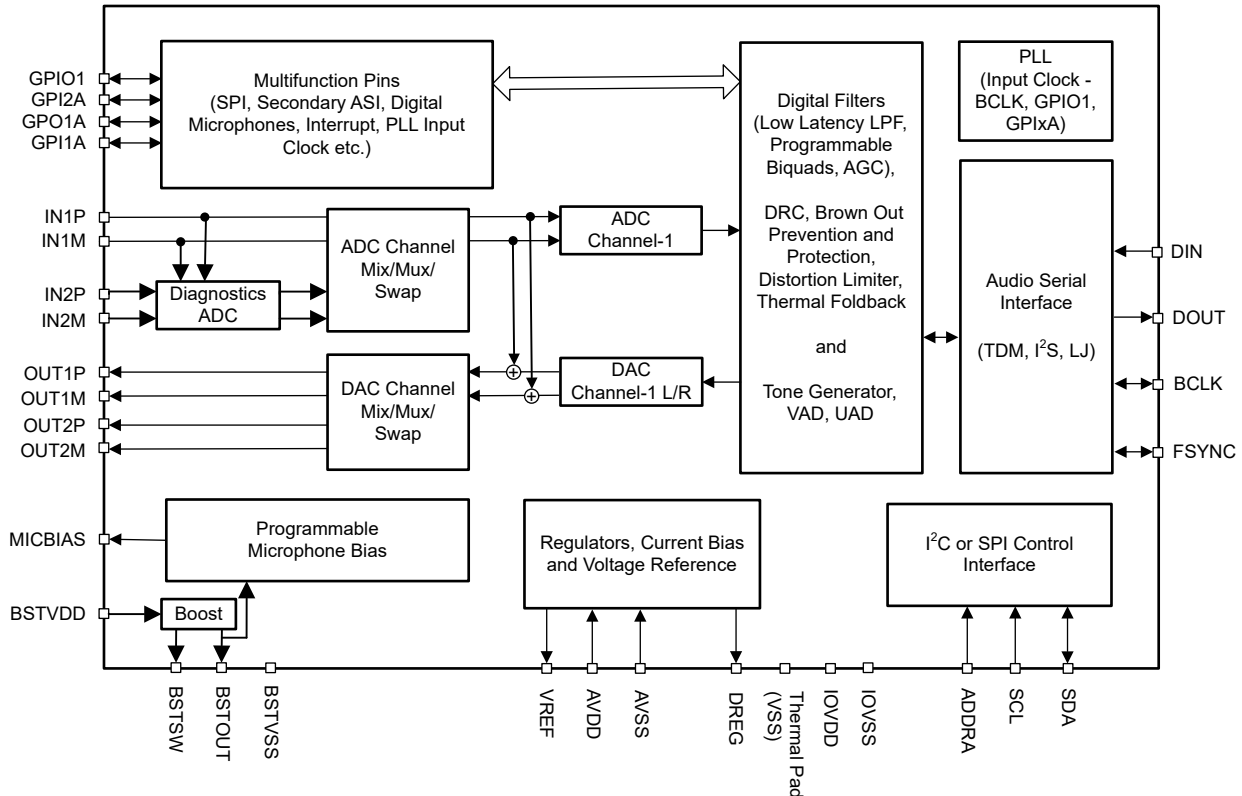 GPIO1
GPI2A
GPO1A
GPI1A
Multifunction Pins
(SPI, Secondary ASI, Digital
Microphones, Interrupt, PLL Input
Clock etc.)
Digital Filters
(Low Latency LPF,
Programmable
Biquads, AGC),
DRC, Brown Out
Prevention and
Protection,
Distortion Limiter,
Thermal Foldback
and
Tone Generator,
VAD, UAD
PLL
(Input Clock -
BCLK, GPIO1,
GPIxA)
IN1P
IN1M
IN2P
IN2M
Diagnostics
ADC
ADC Channel
Mix/Mux/
Swap
ADC
Channel-1
Audio Serial
Interface
(TDM, I²S, LJ)
DIN
DOUT
BCLK
FSYNC
OUT1P
OUT1M
OUT2P
OUT2M
DAC Channel
Mix/Mux/
Swap
+
+
DAC
Channel-1 L/R
MICBIAS
Programmable
Microphone Bias
Regulators, Current Bias
and Voltage Reference
I²C or SPI Control
Interface
BSTVDD
Boost
BSTSW
BSTOUT
BSTVSS
VREF
AVDD
AVSS
DREG
Thermal Pad
(VSS)
IOVDD
IOVSS
ADDRA
SCL
SDA